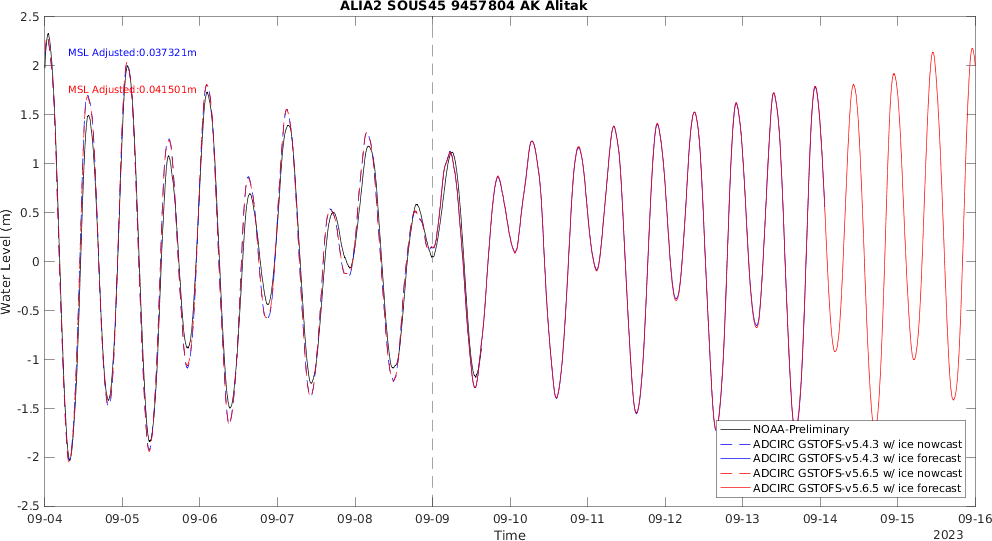 ALIA2 SOUS45 9457804 AK Alitak
2.5
2
1.5
1
0.5
0
-0.5
-1
-1.5
-2
-2.5
Water Level (m)
MSL Adjusted:0.037321m
MSL Adjusted:0.041501m
NOAA-Preliminary
ADCIRC GSTOFS-v5.4.3 w/ ice nowcast
ADCIRC GSTOFS-v5.4.3 w/ ice forecast
ADCIRC GSTOFS-v5.6.5 w/ ice nowcast
ADCIRC GSTOFS-v5.6.5 w/ ice forecast
09-04 09-05 09-06 09-07 09-08 09-09 09-10 09-11 09-12 09-13 09-14 09-15 09-16
Time
2023